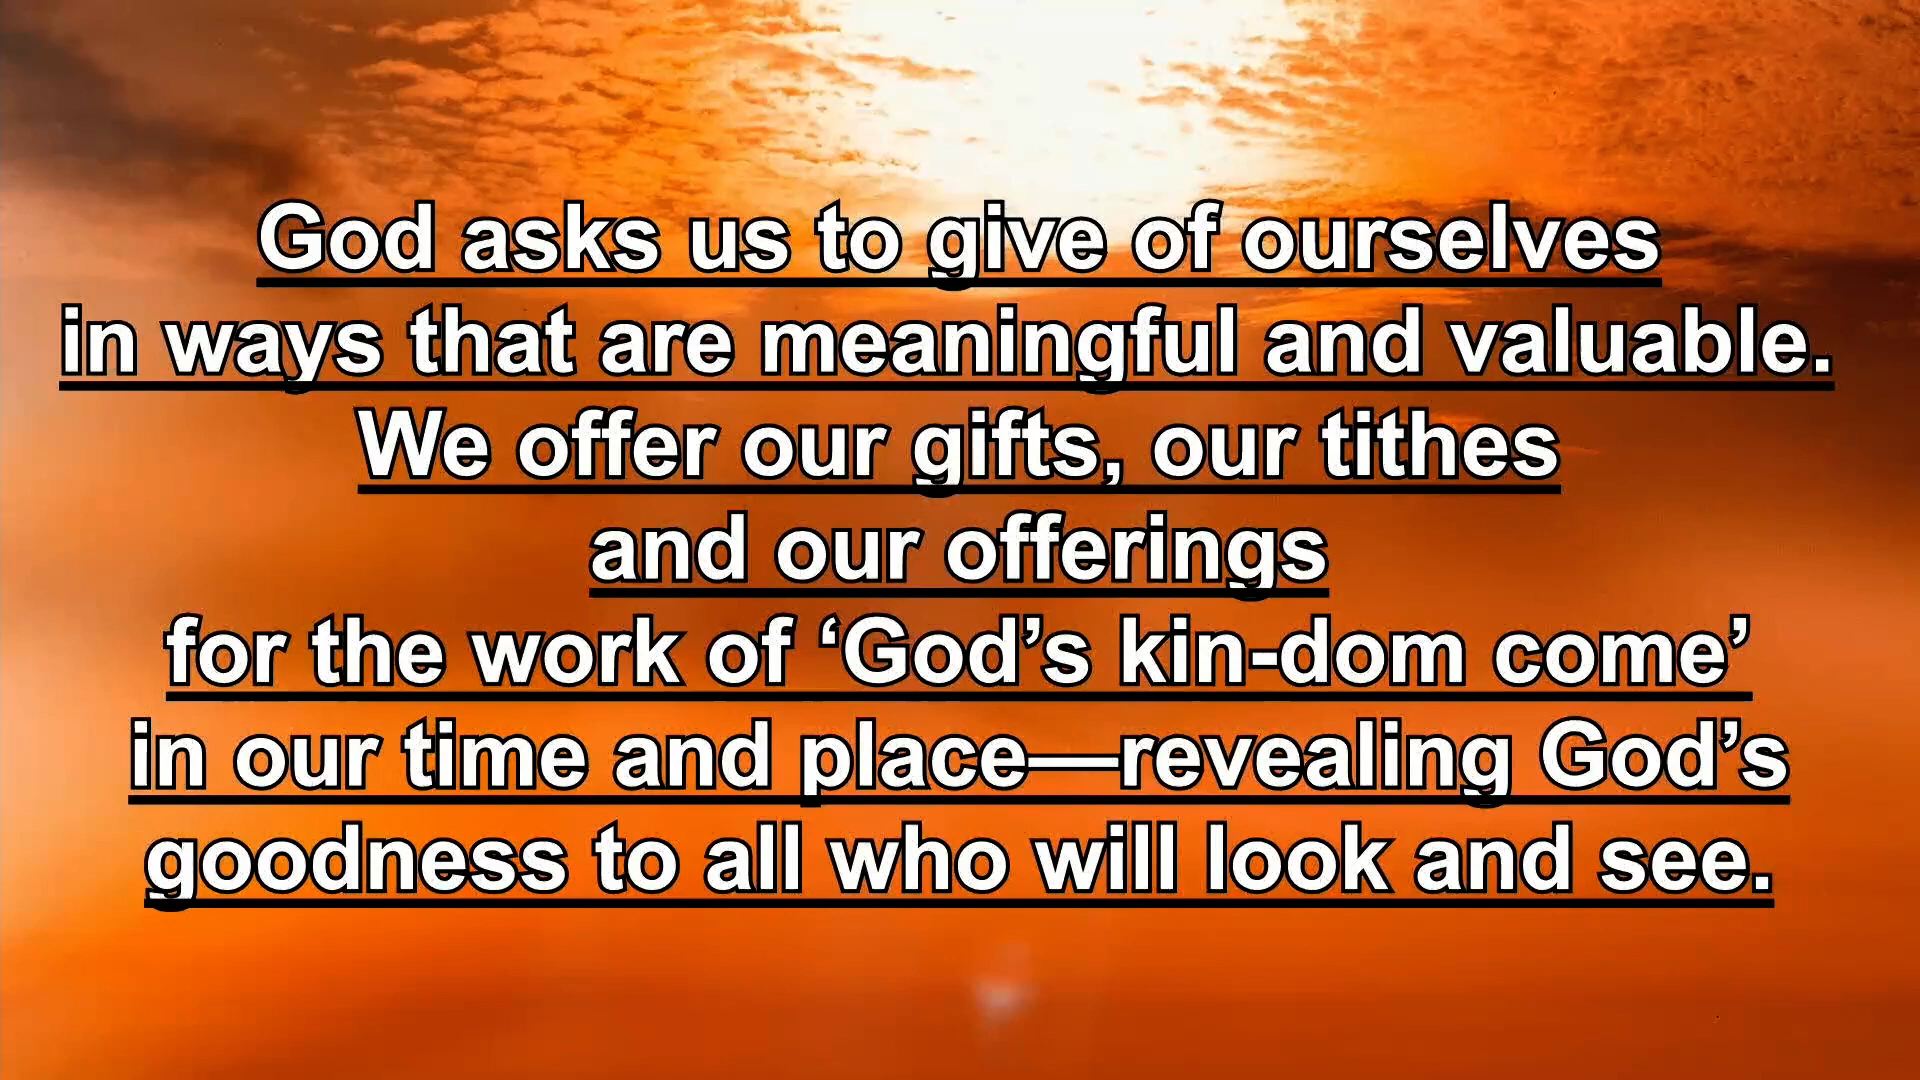 God asks us to give of ourselves
in ways that are meaningful and valuable.
We offer our gifts, our tithes
and our offerings
for the work of ‘God’s kin-dom come’
in our time and place—revealing God’s
goodness to all who will look and see.